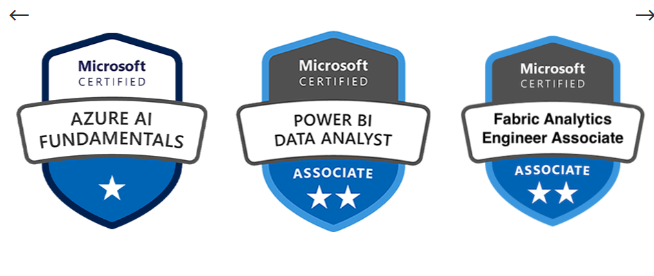 Microsoft
CERTIFIED
AZURE AI
FUNDAMENTALS
Microsoft
CERTIFIED
POWER BI
DATA ANALYST
ASSOCIATE
Microsoft
CERTIFIED
Fabric Analytics
Engineer Associate
ASSOCIATE